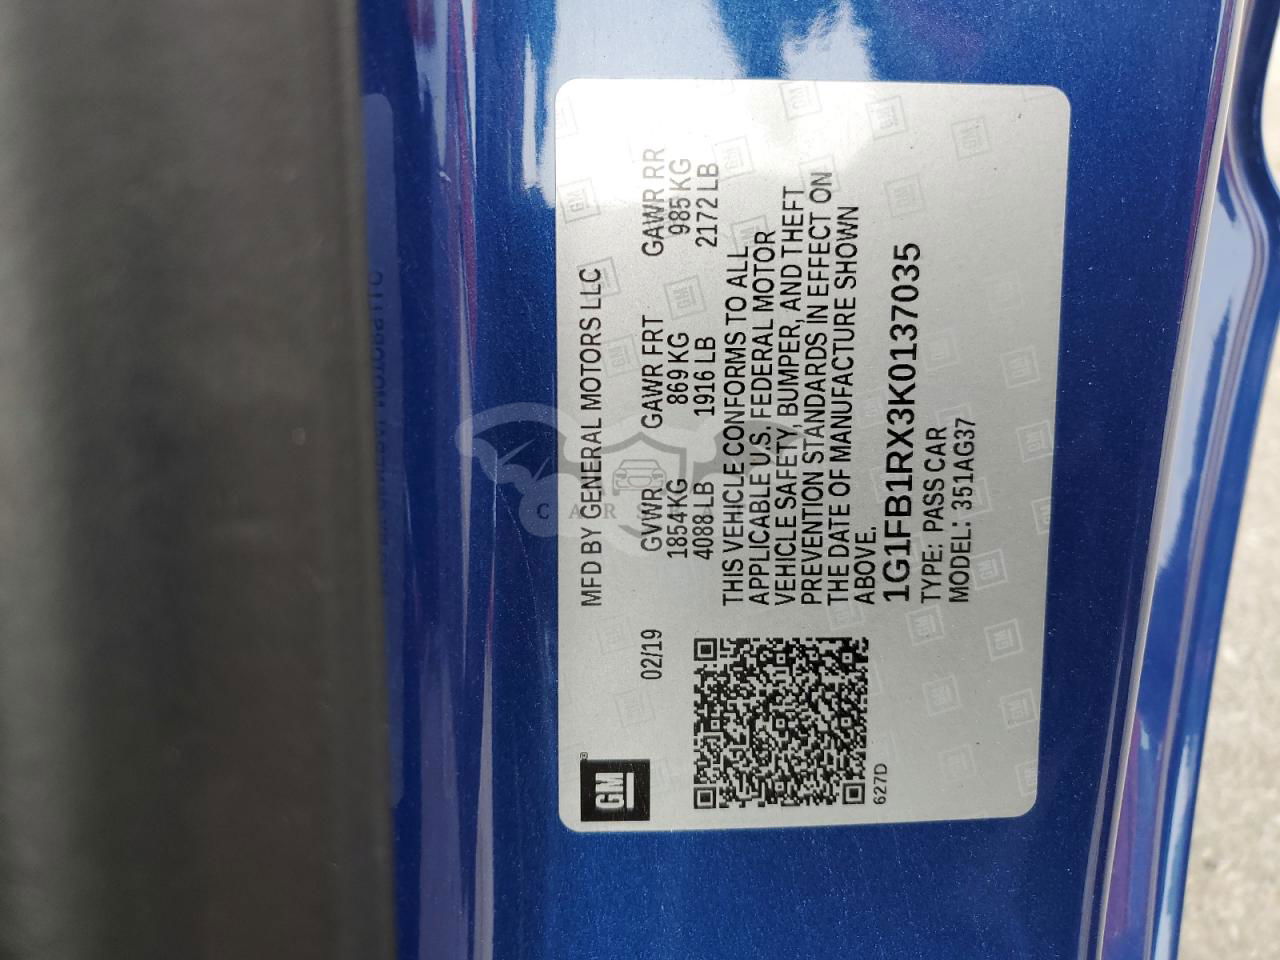 GM
MFD BY GENERAL MOTORS LLC
02/19
GVWR GAWR FRT GAWR RR
1854KG 869 KG 985 KG
4088 LB 1916 LB 2172 LB
THIS VEHICLE CONFORMS TO ALL
APPLICABLE U.S. FEDERAL MOTOR
VEHICLE SAFETY, BUMPER, AND THEFT
PREVENTION STANDARDS IN EFFECT ON
THE DATE OF MANUFACTURE SHOWN
ABOVE.
1G1FB1RX3K0137035
TYPE: PASS CAR
MODEL: 351AG37
627D